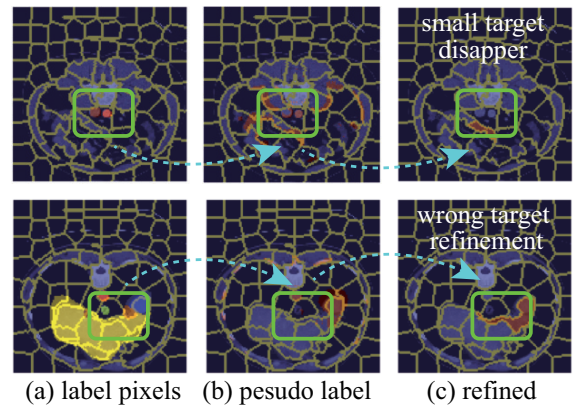 small target
disapper
wrong target
refinement
(a) label pixels (b) pesudo label (c) refined